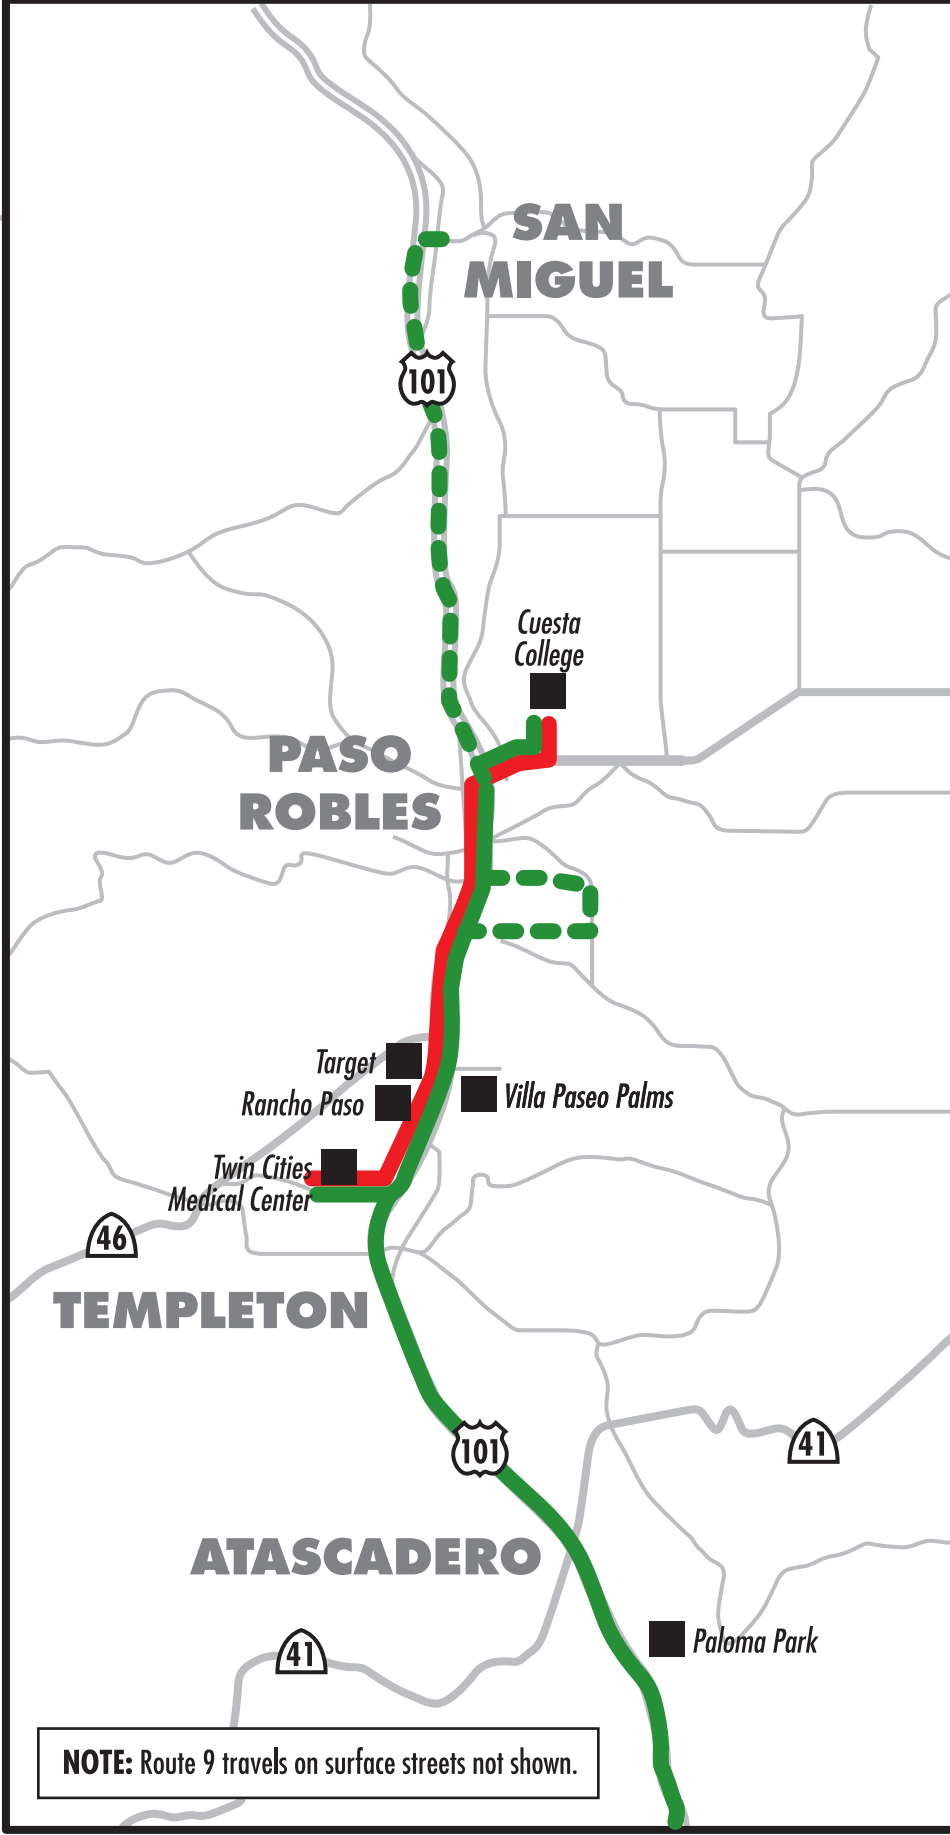 SAN
MIGUEL
101
Cuesta
College
PASO
ROBLES
Target
Rancho Paso
Villa Paseo Palms
Twin Cities
Medical Center
46
TEMPLETON
101
41
ATASCADERO
Paloma Park
41
NOTE: Route 9 travels on surface streets not shown.